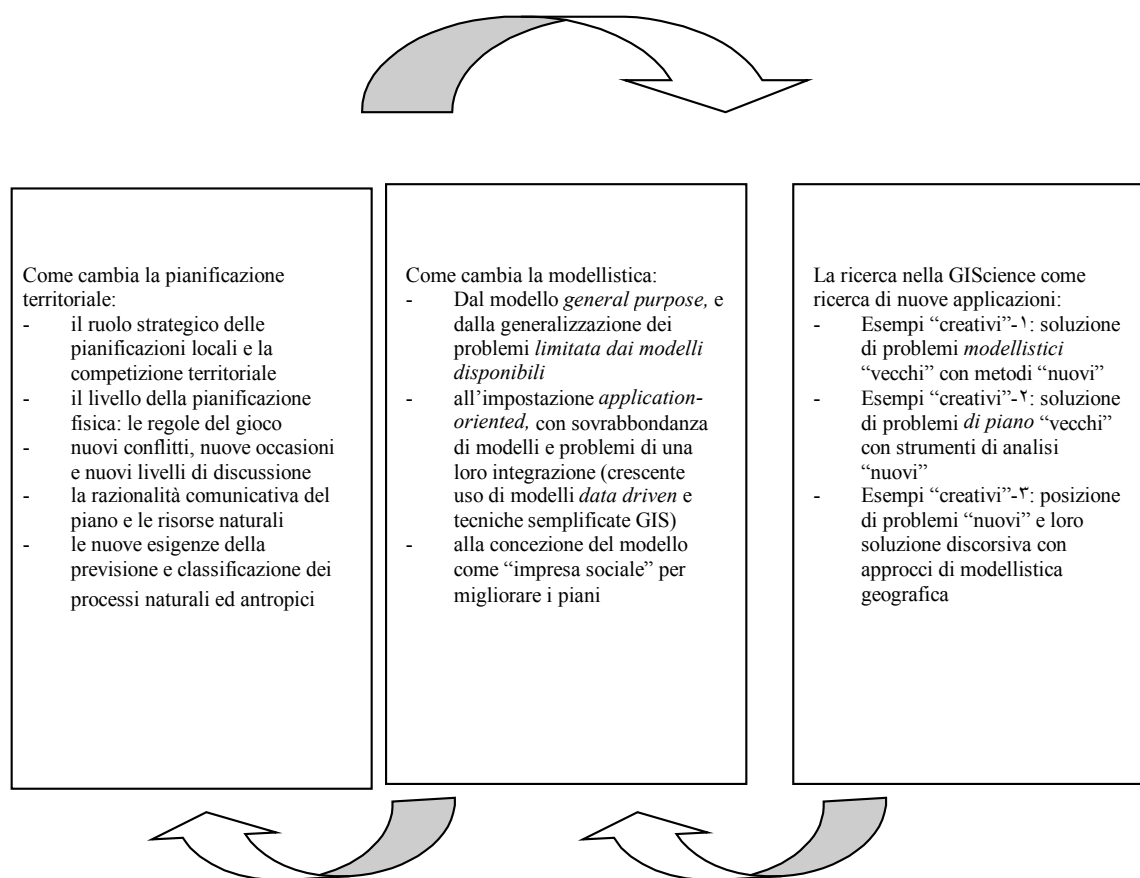 Come cambia la pianificazione
territoriale:
- il ruolo strategico delle
pianificazioni locali e la
competizione territoriale
- il livello della pianificazione
fisica: le regole del gioco
- nuovi conflitti, nuove occasioni
e nuovi livelli di discussione
- la razionalità comunicativa del
piano e le risorse naturali
- le nuove esigenze della
previsione e classificazione dei
processi naturali ed antropici
Come cambia la modellistica:
- Dal modello general purpose, e
dalla generalizzazione dei
problemi limitata dai modelli
disponibili
- all’impostazione application-
oriented, con sovrabbondanza
di modelli e problemi di una
loro integrazione (crescente
uso di modelli data driven e
tecniche semplificate GIS)
- alla concezione del modello
come “impresa sociale” per
migliorare i piani
La ricerca nella GIScience come
ricerca di nuove applicazioni:
- Esempi “creativi”-١: soluzione
di problemi modellistici
“vecchi” con metodi “nuovi”
- Esempi “creativi”-٢: soluzione
di problemi di piano “vecchi”
con strumenti di analisi
“nuovi”
- Esempi “creativi”-٣: posizione
di problemi “nuovi” e loro
soluzione discorsiva con
approcci di modellistica
geografica